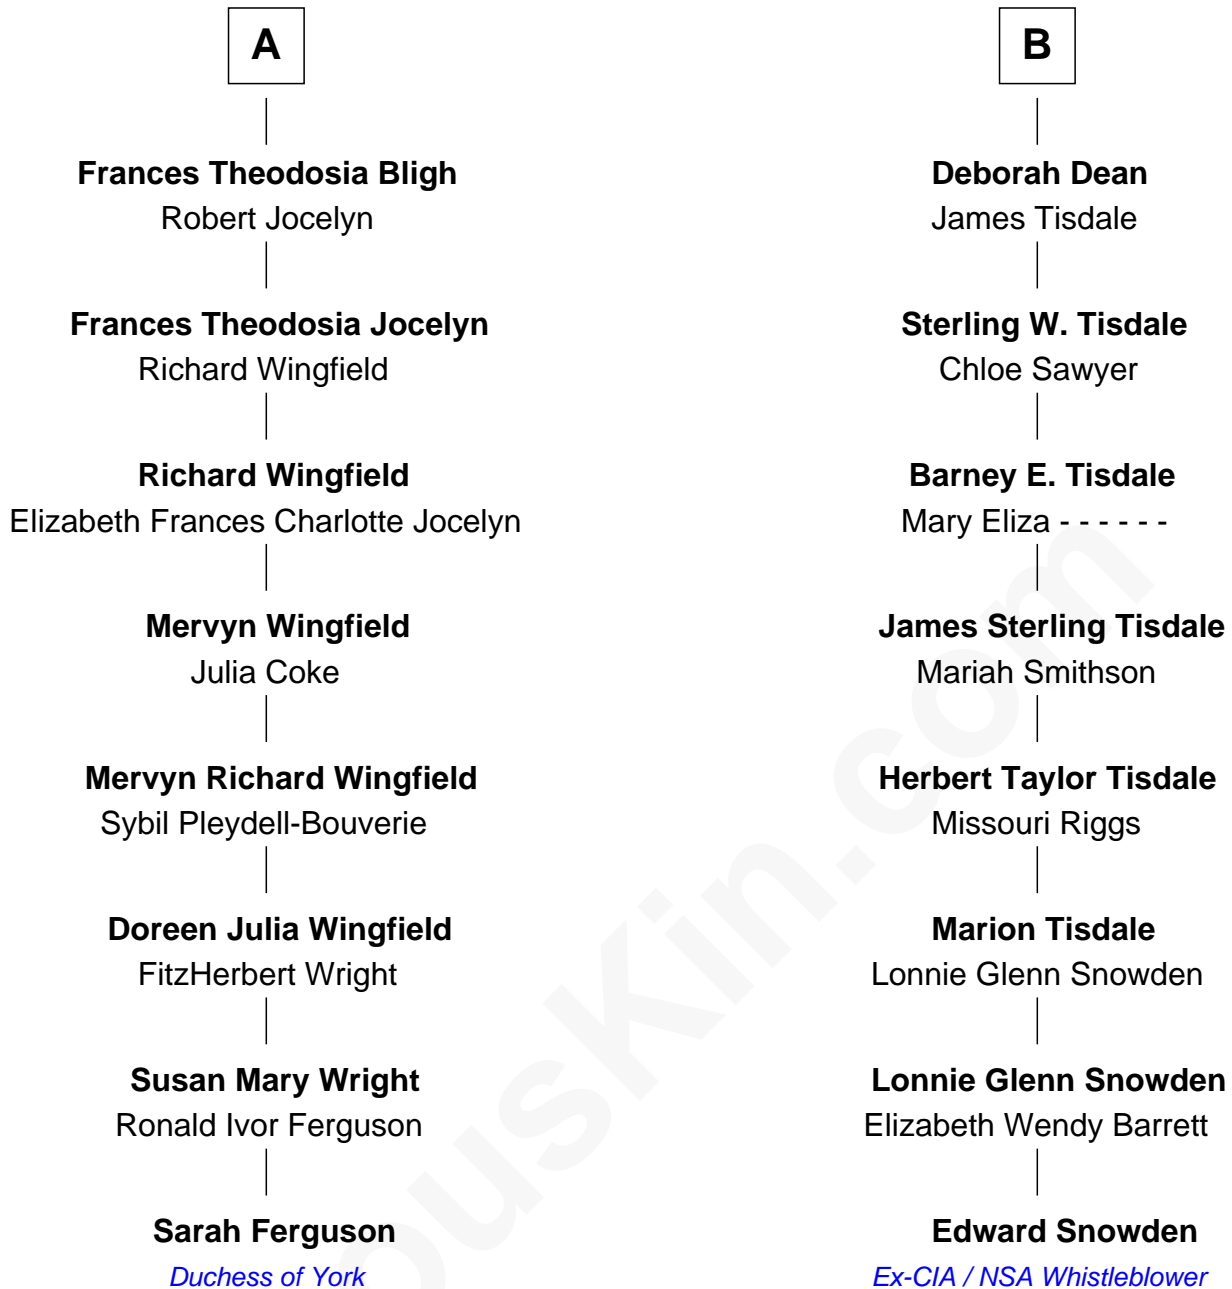 A
Frances Theodosia Bligh
Robert Jocelyn
Frances Theodosia Jocelyn
Richard Wingfield
Richard Wingfield
Elizabeth Frances Charlotte Jocelyn
Mervyn Wingfield
Julia Coke
Mervyn Richard Wingfield
Sybil Pleydell-Bouverie
Doreen Julia Wingfield
FitzHerbert Wright
Susan Mary Wright
Ronald Ivor Ferguson
Sarah Ferguson
Duchess of York
B
Deborah Dean
James Tisdale
Sterling W. Tisdale
Chloe Sawyer
Barney E. Tisdale
Mary Eliza - - - - - -
James Sterling Tisdale
Mariah Smithson
Herbert Taylor Tisdale
Missouri Riggs
Marion Tisdale
Lonnie Glenn Snowden
Lonnie Glenn Snowden
Elizabeth Wendy Barrett
Edward Snowden
Ex-CIA / NSA Whistleblower
ousKin.com